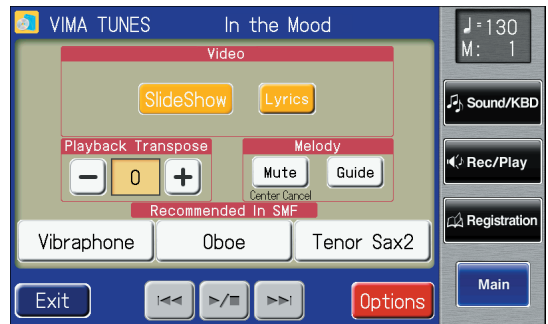 VIMA TUNES In the Mood
♩=130
M: 1
Video
SlideShow Lyrics
Sound/KBD
Playback Transpose Melody
− 0 + Mute Guide
Rec/Play
Center Cancel
Recommended In SMF
Registration
Vibraphone Oboe Tenor Sax2
Main
Exit Options